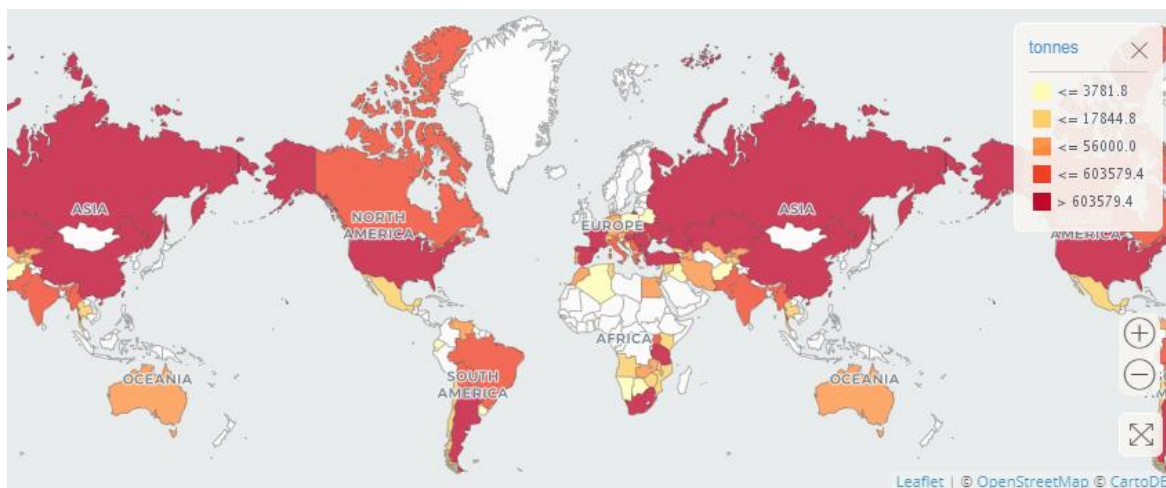 tonnes
<= 3781.8
<= 17844.8
<= 56000.0
<= 603579.4
> 603579.4
ASIA
NORTH
AMERICA
EUROPE
ASIA
AMERICA
AFRICA
OCEANIA
SOUTH
AMERICA
OCEANIA
Leaflet | © OpenStreetMap © CartoDB